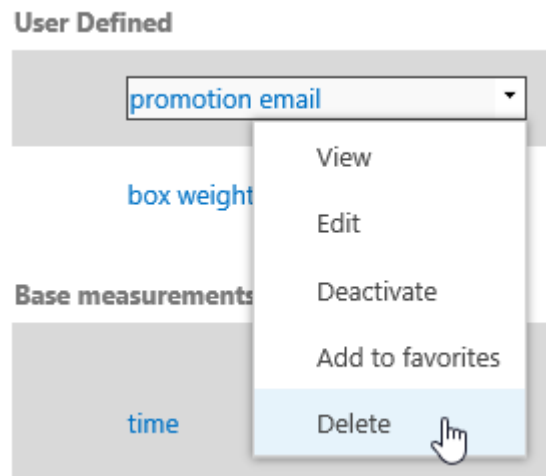 User Defined
promotion email
View
box weight
Edit
Deactivate
Base measurements
Add to favorites
time
Delete